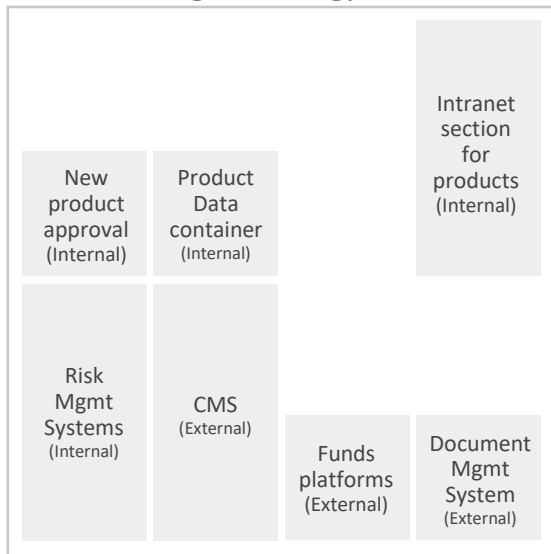 Intranet
section
for
products
(Internal)
New
product
approval
(Internal)
Product
Data
container
(Internal)
Risk
Mgmt
Systems
(Internal)
CMS
(External)
Funds
platforms
(External)
Document
Mgmt
System
(External)